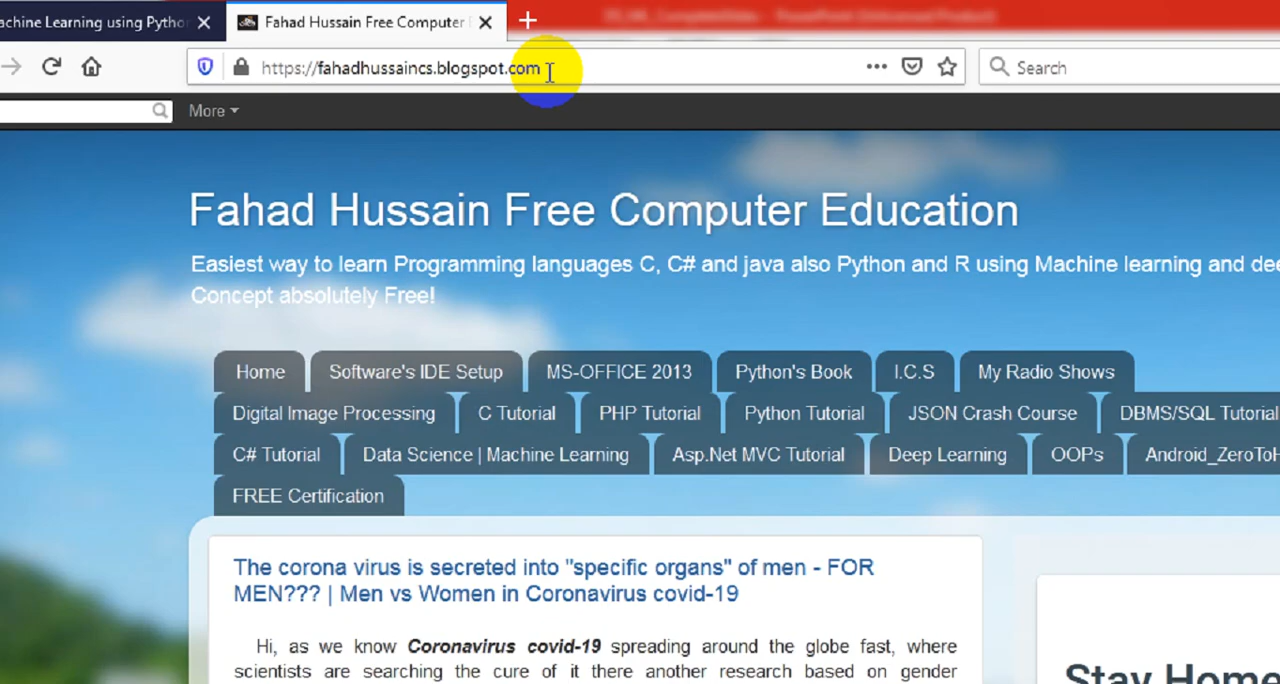 achine Learning using Pytho
Fahad Hussain Free Computer
https://fahadhussaincs.blogspot.com
Search
More
Fahad Hussain Free Computer Education
Easiest way to learn Programming languages C, C# and java also Python and R using Machine learning and dee
Concept absolutely Free!
Home Software's IDE Setup MS-OFFICE 2013 Python's Book I.C.S My Radio Shows
Digital Image Processing C Tutorial PHP Tutorial Python Tutorial JSON Crash Course DBMS/SQL Tutorial
C# Tutorial Data Science | Machine Learning Asp.Net MVC Tutorial Deep Learning OOPs Android_ZeroToH
FREE Certification
The corona virus is secreted into "specific organs" of men - FOR
MEN??? | Men vs Women in Coronavirus covid-19
Hi, as we know Coronavirus covid-19 spreading around the globe fast, where
scientists are searching the cure of it there another research based on gender
Stay Home